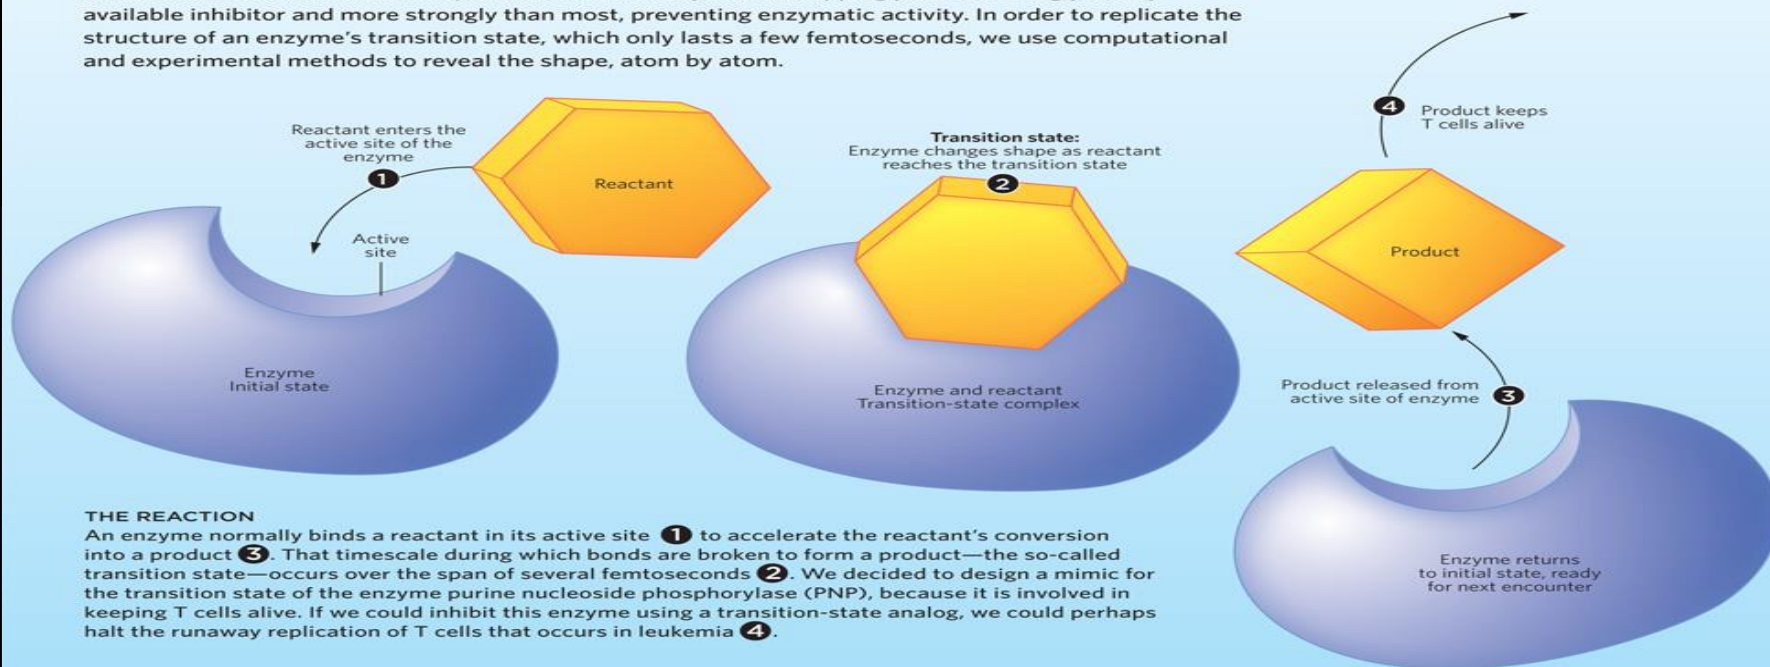 available inhibitor and more strongly than most, preventing enzymatic activity. In order to replicate the
structure of an enzyme's transition state, which only lasts a few femtoseconds, we use computational
and experimental methods to reveal the shape, atom by atom.
Reactant enters the
active site of the
enzyme
1
Reactant
Active
site
Enzyme
Initial state
Transition state:
Enzyme changes shape as reactant
reaches the transition state
2
Enzyme and reactant
Transition-state complex
4
Product keeps
T cells alive
Product
Product released from
active site of enzyme
3
Enzyme returns
to initial state, ready
for next encounter
THE REACTION
An enzyme normally binds a reactant in its active site 1 to accelerate the reactant's conversion
into a product 3. That timescale during which bonds are broken to form a product—the so-called
transition state—occurs over the span of several femtoseconds 2. We decided to design a mimic for
the transition state of the enzyme purine nucleoside phosphorylase (PNP), because it is involved in
keeping T cells alive. If we could inhibit this enzyme using a transition-state analog, we could perhaps
halt the runaway replication of T cells that occurs in leukemia 4.